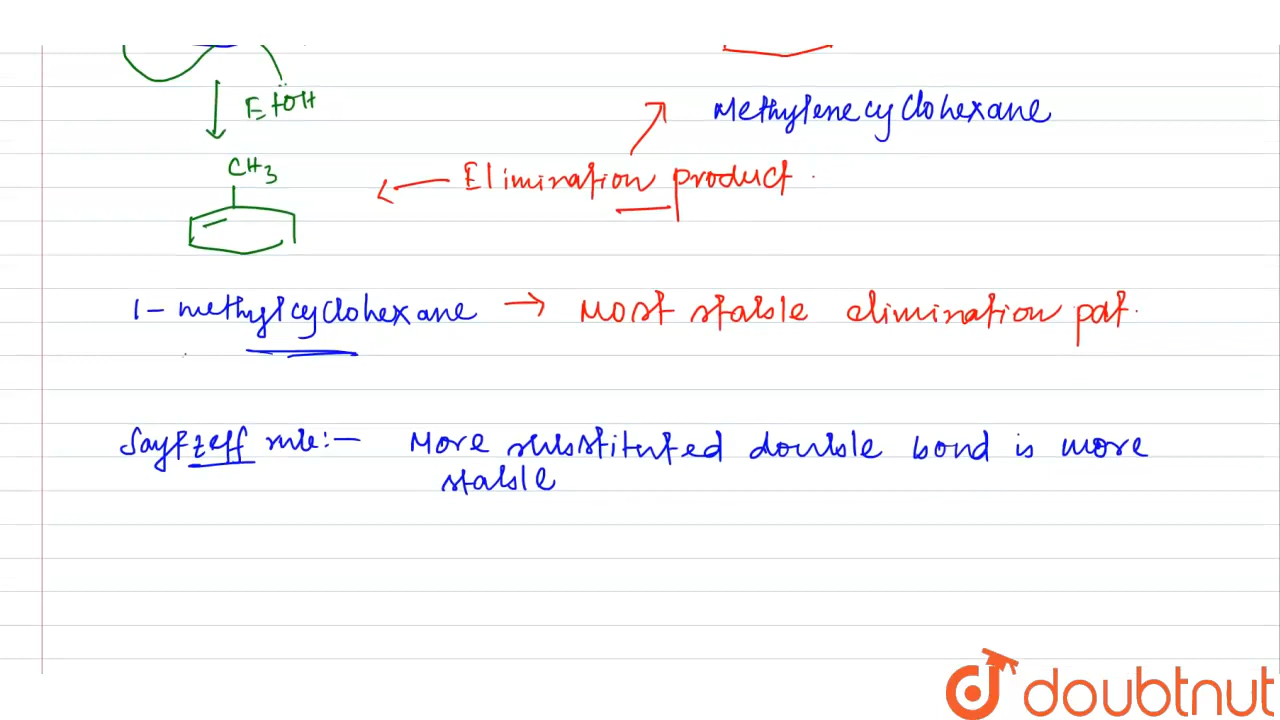 EtOH
Methylenecyclohexane
CH3
Elimination product.
1-methylcyclohexane → Most stable elimination pdt.
Saytzeff rule:- More substituted double bond is more
stable
doubtnut